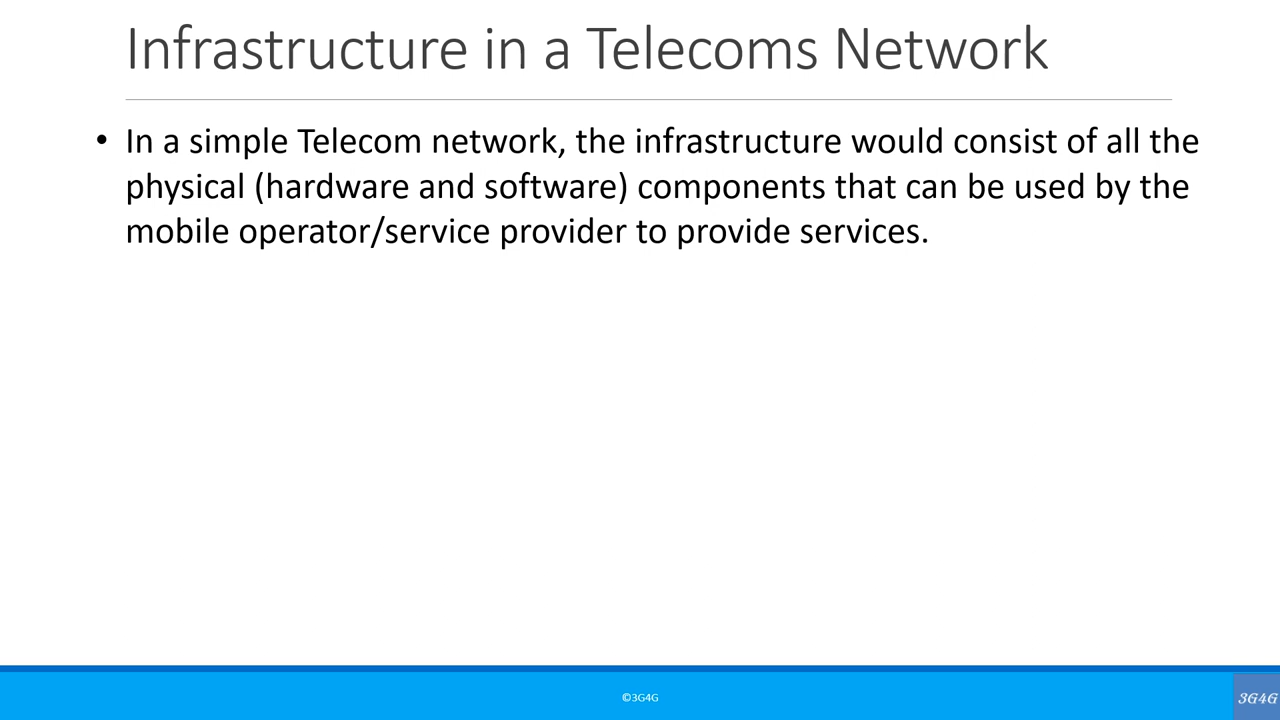 Infrastructure in a Telecoms Network
• In a simple Telecom network, the infrastructure would consist of all the
physical (hardware and software) components that can be used by the
mobile operator/service provider to provide services.
©3G4G
3G4G